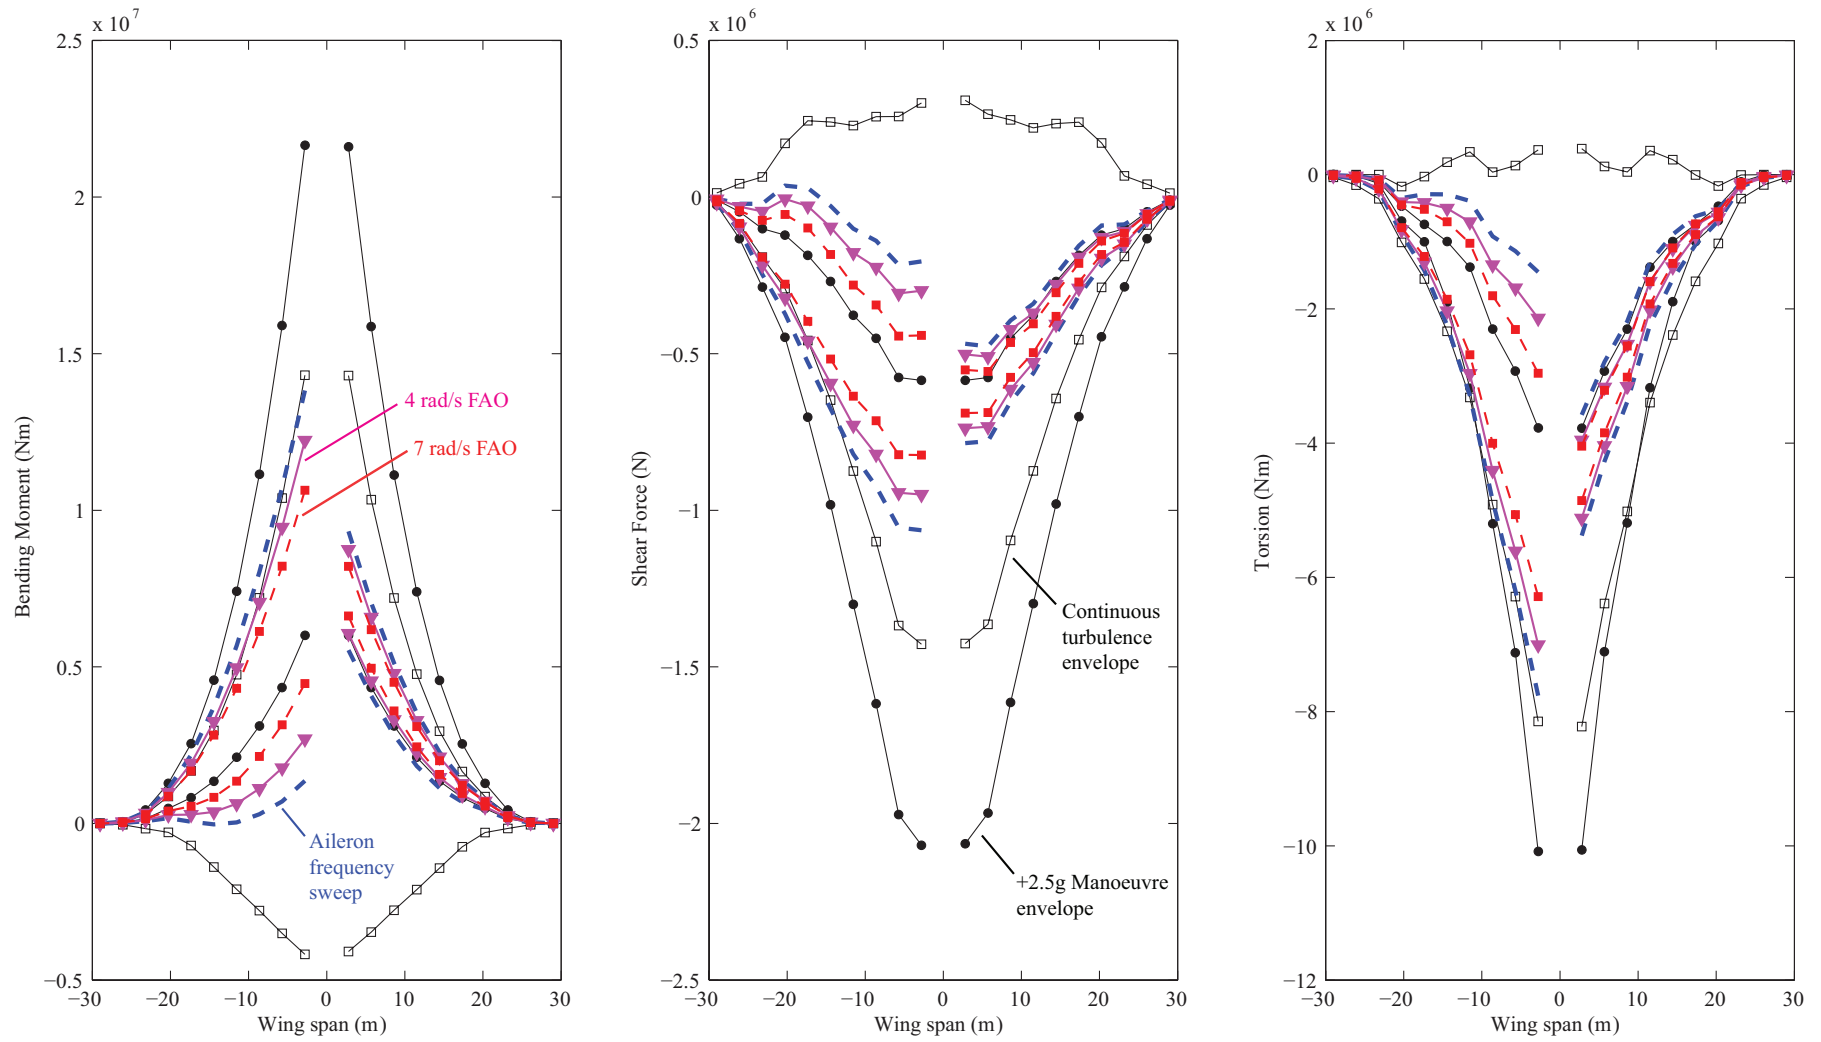 x 10^7
2.5
2
1.5
1
0.5
0
−0.5
−30
−20
−10
0
10
20
30
Wing span (m)
Bending Moment (Nm)
4 rad/s FAO
7 rad/s FAO
Aileron
frequency
sweep
x 10^6
0.5
0
−0.5
−1
−1.5
−2
−2.5
−30
−20
−10
0
10
20
30
Wing span (m)
Shear Force (N)
Continuous
turbulence
envelope
+2.5g Manoeuvre
envelope
x 10^6
2
0
−2
−4
−6
−8
−10
−12
−30
−20
−10
0
10
20
30
Wing span (m)
Torsion (Nm)